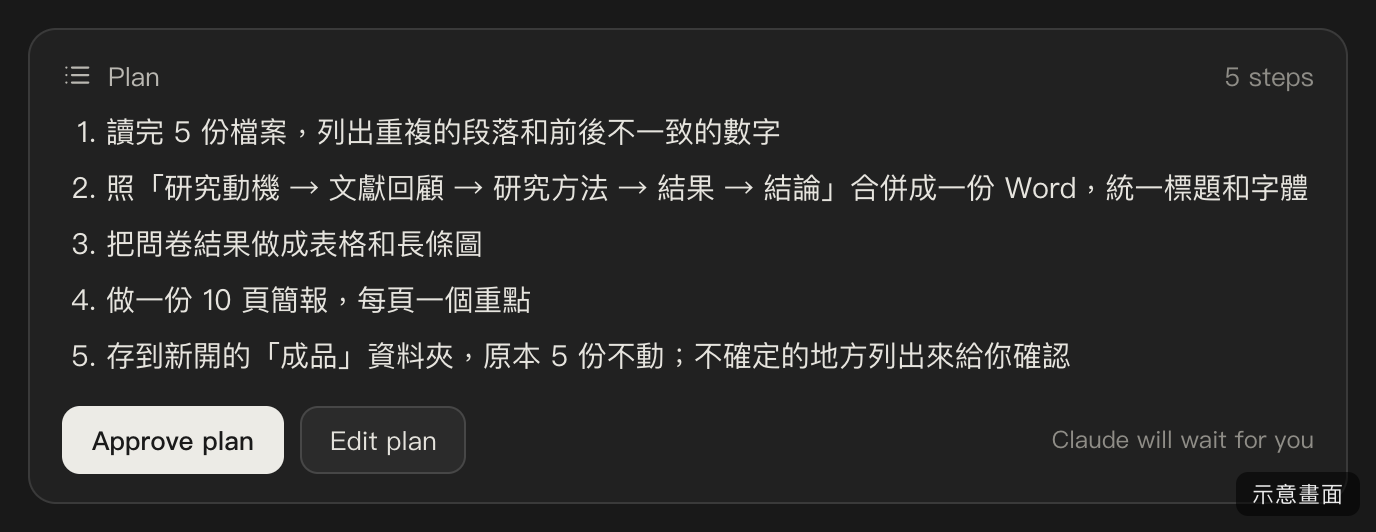 Plan
5 steps
1. 讀完 5 份檔案，列出重複的段落和前後不一致的數字
2. 照「研究動機 → 文獻回顧 → 研究方法 → 結果 → 結論」合併成一份 Word，統一標題和字體
3. 把問卷結果做成表格和長條圖
4. 做一份 10 頁簡報，每頁一個重點
5. 存到新開的「成品」資料夾，原本 5 份不動；不確定的地方列出來給你確認
Approve plan
Edit plan
Claude will wait for you
示意畫面